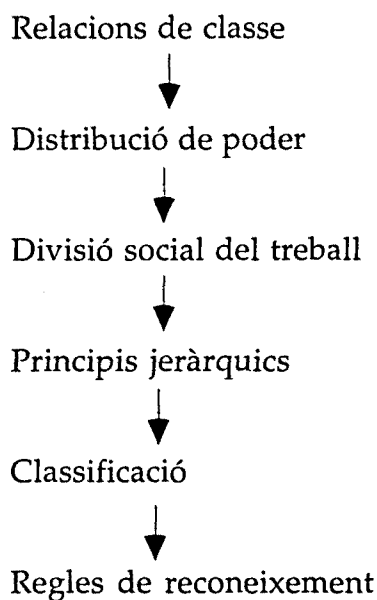 Relacions de classe
Distribució de poder
Divisió social del treball
Principis jeràrquics
Classificació
Regles de reconeixement